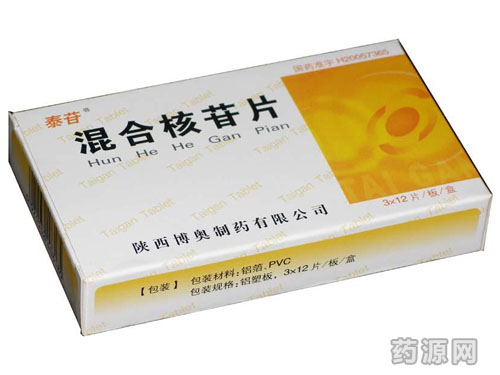 国药准字 H20057365
泰苷®
混合核苷片
Hun He He Gan Pian
Taigan Tablet
TAI GAN
3×12片/板/盒
陕西博奥制药有限公司
【包装】 包装材料:铝箔、PVC
包装规格:铝塑板,3×12片/板/盒
药源网